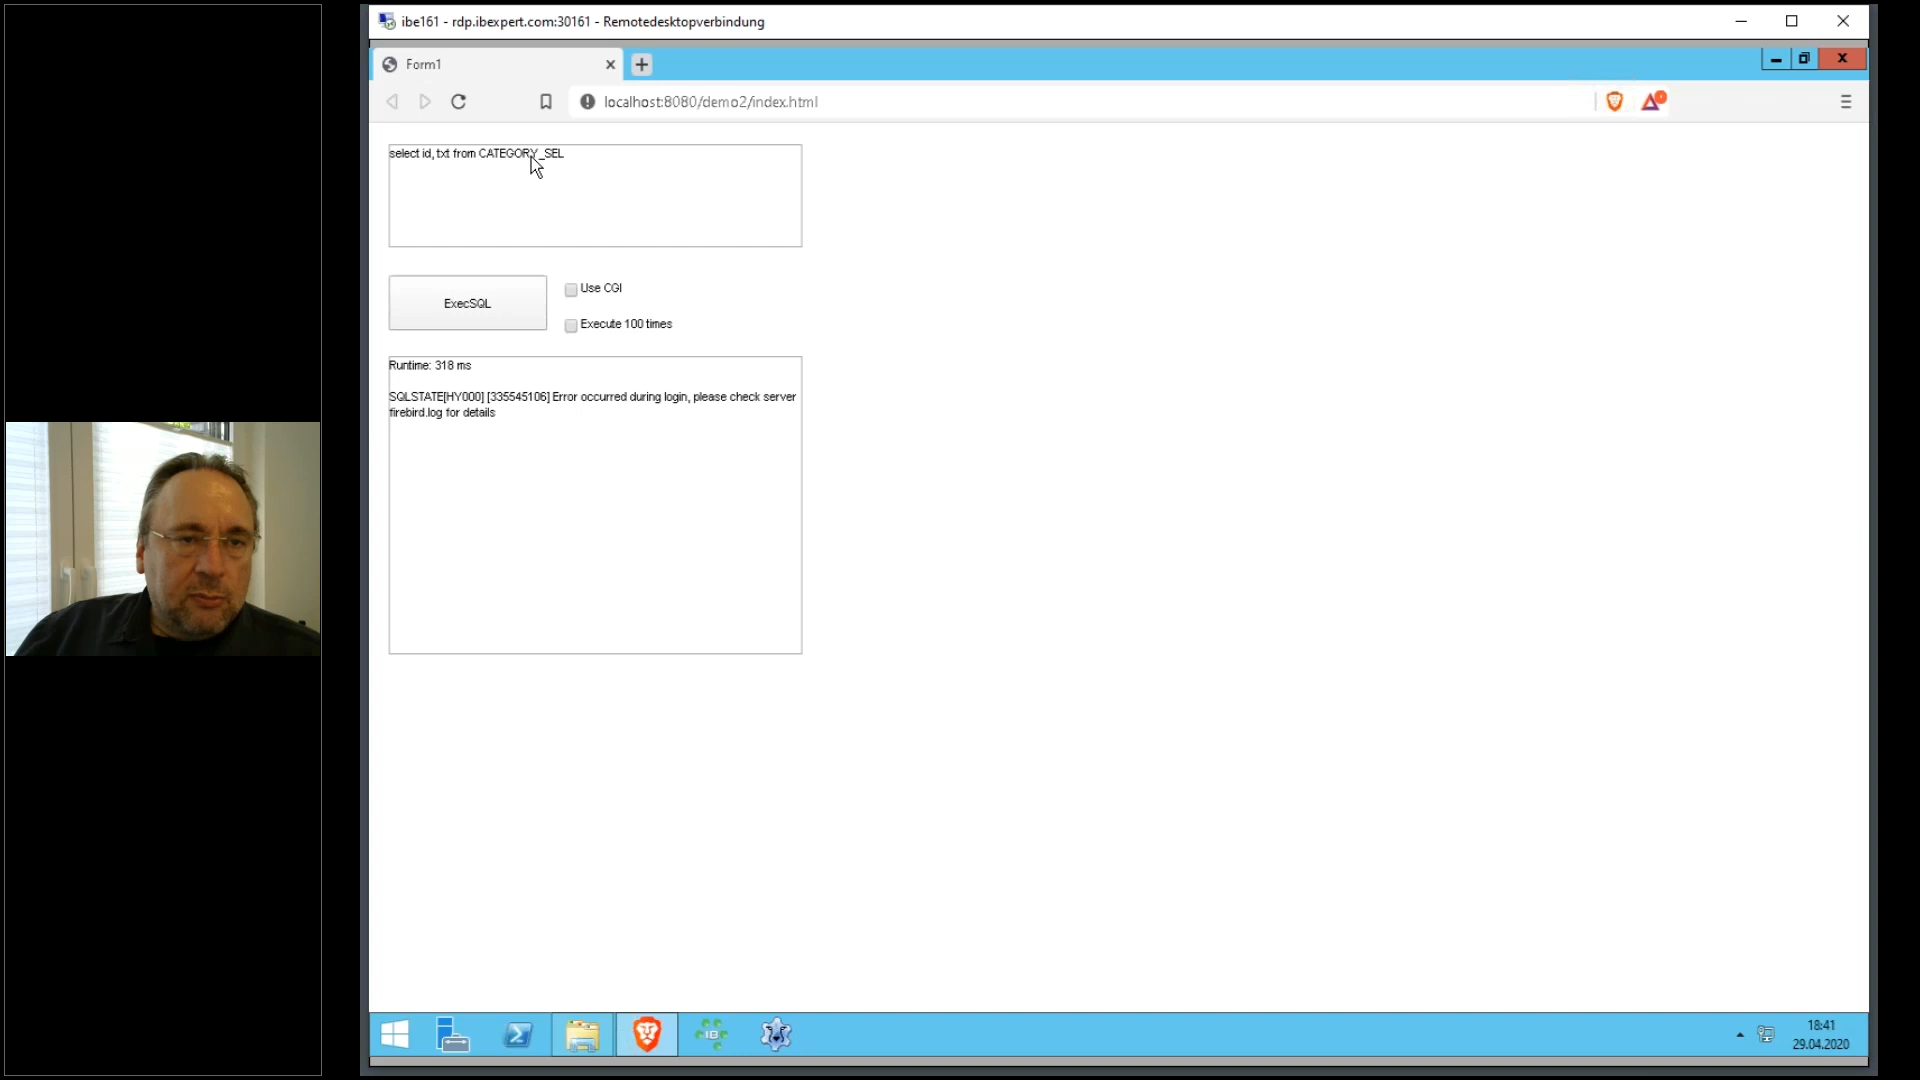 ibe161 - rdp.ibexpert.com:30161 - Remotedesktopverbindung
Form1
localhost:8080/demo2/index.html
select id, txt from CATEGORY_SEL
ExecSQL
Use CGI
Execute 100 times
Runtime: 318 ms
SQLSTATE[HY000] [335545106] Error occurred during login, please check server
firebird.log for details
IB
18:41
29.04.2020